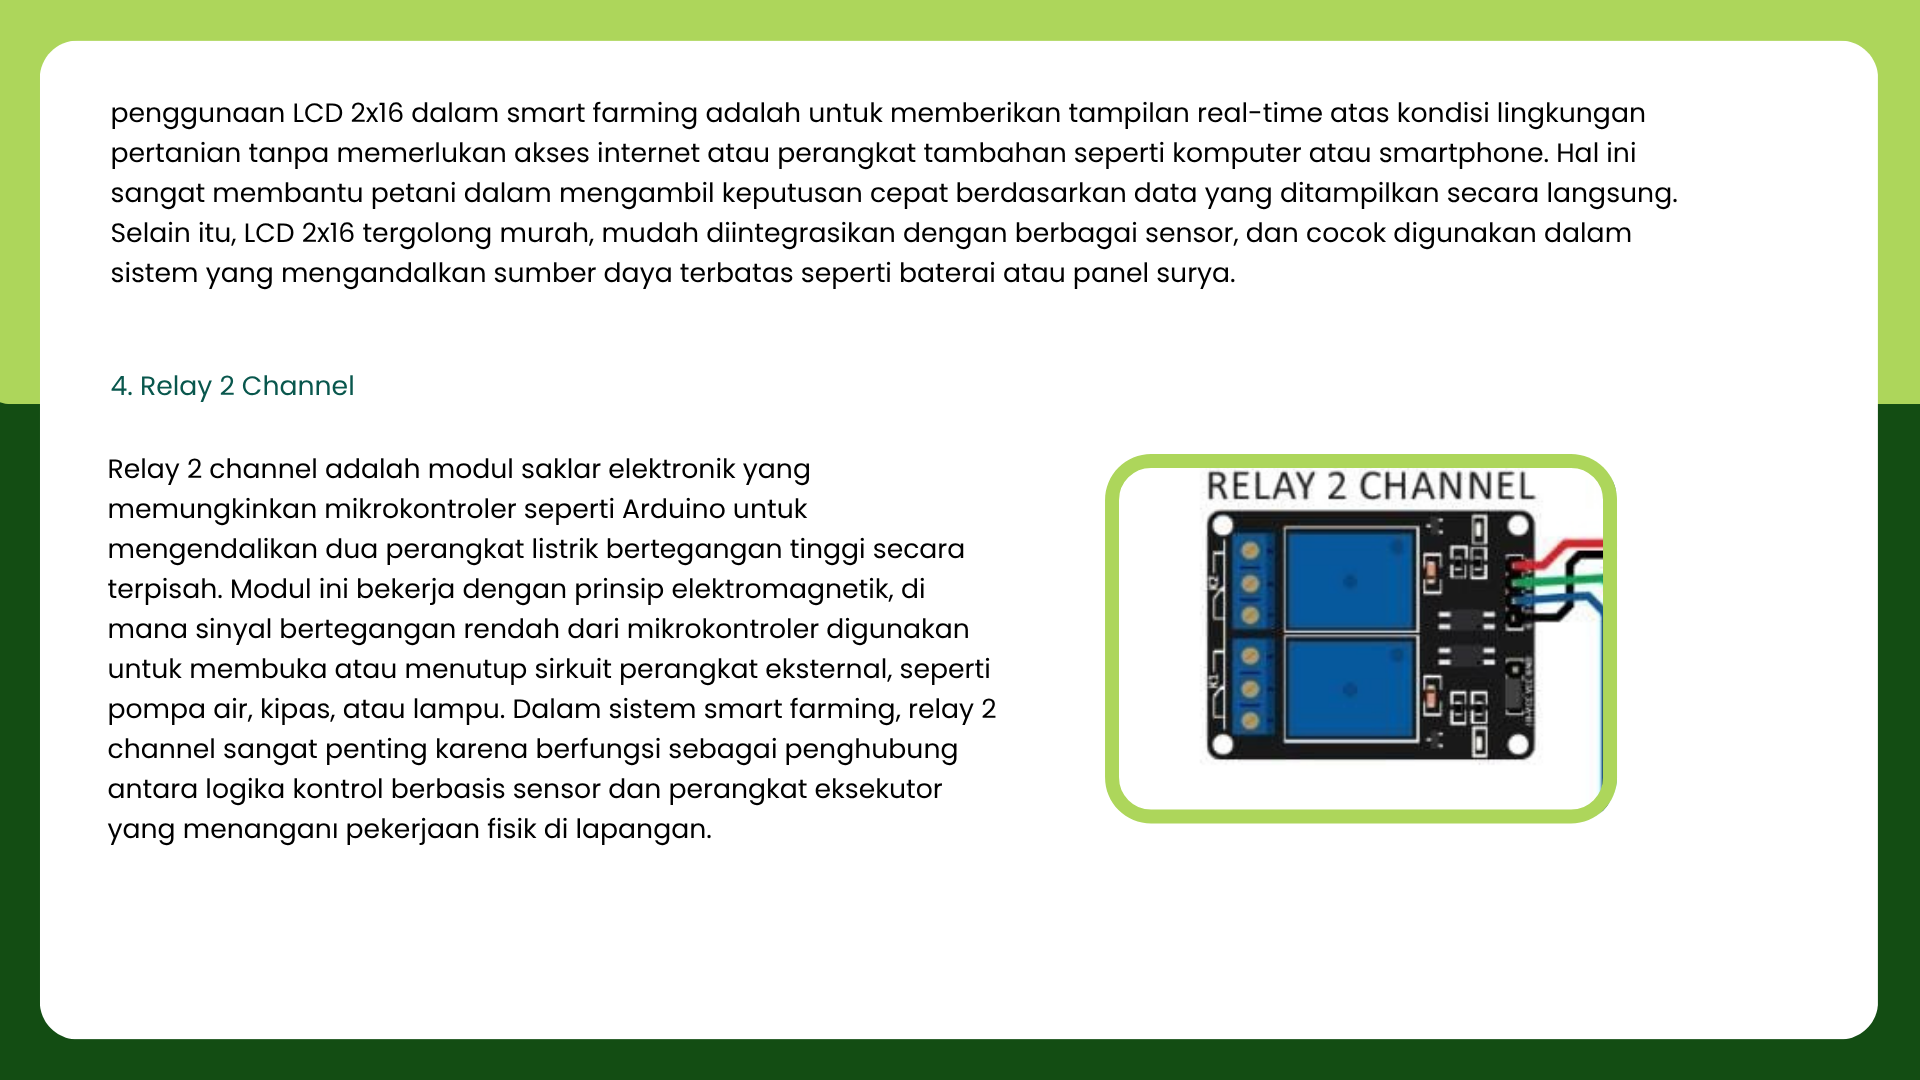 penggunaan LCD 2x16 dalam smart farming adalah untuk memberikan tampilan real-time atas kondisi lingkungan
pertanian tanpa memerlukan akses internet atau perangkat tambahan seperti komputer atau smartphone. Hal ini
sangat membantu petani dalam mengambil keputusan cepat berdasarkan data yang ditampilkan secara langsung.
Selain itu, LCD 2x16 tergolong murah, mudah diintegrasikan dengan berbagai sensor, dan cocok digunakan dalam
sistem yang mengandalkan sumber daya terbatas seperti baterai atau panel surya.
4. Relay 2 Channel
Relay 2 channel adalah modul saklar elektronik yang
memungkinkan mikrokontroler seperti Arduino untuk
mengendalikan dua perangkat listrik bertegangan tinggi secara
terpisah. Modul ini bekerja dengan prinsip elektromagnetik, di
mana sinyal bertegangan rendah dari mikrokontroler digunakan
untuk membuka atau menutup sirkuit perangkat eksternal, seperti
pompa air, kipas, atau lampu. Dalam sistem smart farming, relay 2
channel sangat penting karena berfungsi sebagai penghubung
antara logika kontrol berbasis sensor dan perangkat eksekutor
yang menanganı pekerjaan fisik di lapangan.
RELAY 2 CHANNEL
K2
K1